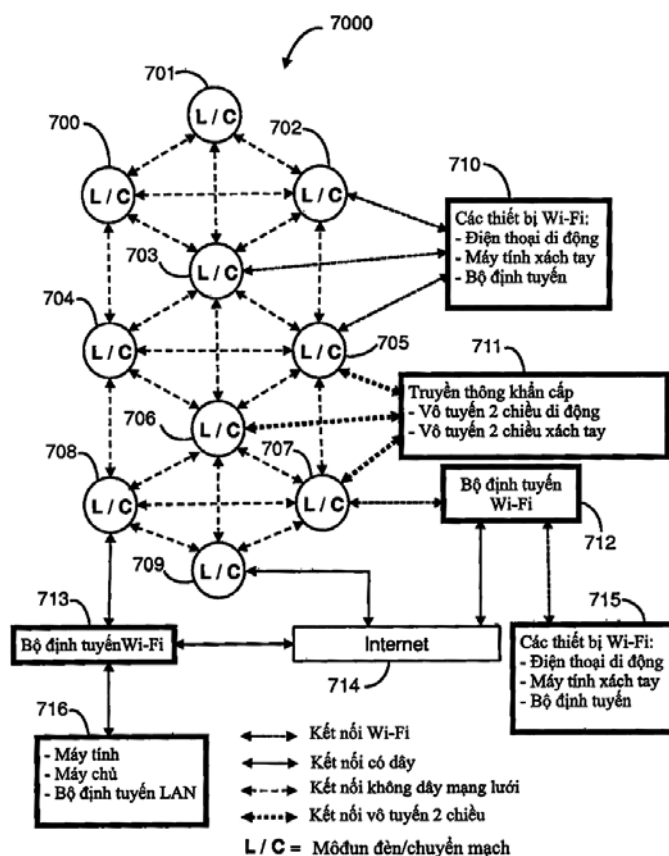 7000
701
L / C
700
702
L / C
L / C
710
Các thiết bị Wi-Fi:
- Điện thoại di động
- Máy tính xách tay
- Bộ định tuyến
703
L / C
704
L / C
L / C
705
711
Truyền thông khẩn cấp
- Vô tuyến 2 chiều di động
- Vô tuyến 2 chiều xách tay
706
L / C
707
708
L / C
L / C
Bộ định tuyến
Wi-Fi
712
709
L / C
713
Bộ định tuyếnWi-Fi
Internet
714
715
Các thiết bị Wi-Fi:
- Điện thoại di động
- Máy tính xách tay
- Bộ định tuyến
716
- Máy tính
- Máy chủ
- Bộ định tuyến LAN
Kết nối Wi-Fi
Kết nối có dây
Kết nối không dây mạng lưới
Kết nối vô tuyến 2 chiều
L / C = Môđun đèn/chuyển mạch